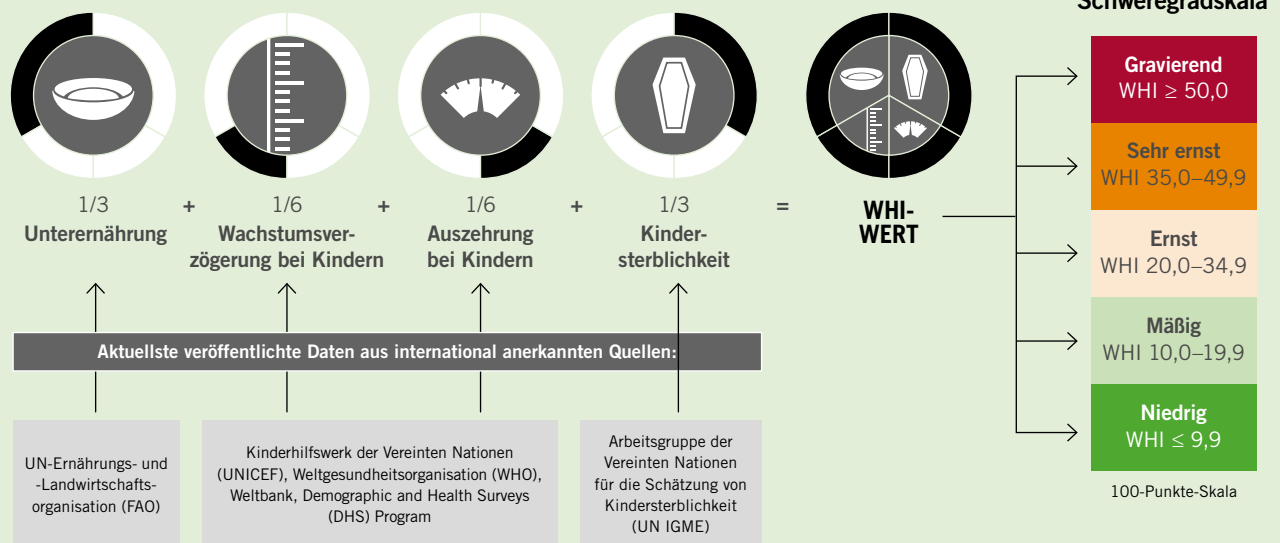 Schweregradskala
1/3
Unterernährung
+
1/6
Wachstumsver-
zögerung bei Kindern
+
1/6
Auszehrung
bei Kindern
+
1/3
Kinder-
sterblichkeit
=
WHI-
WERT
Gravierend
WHI ≥ 50,0
Sehr ernst
WHI 35,0–49,9
Ernst
WHI 20,0–34,9
Mäßig
WHI 10,0–19,9
Niedrig
WHI ≤ 9,9
100-Punkte-Skala
Aktuellste veröffentlichte Daten aus international anerkannten Quellen:
UN-Ernährungs- und
-Landwirtschafts-
organisation (FAO)
Kinderhilfswerk der Vereinten Nationen
(UNICEF), Weltgesundheitsorganisation (WHO),
Weltbank, Demographic and Health Surveys
(DHS) Program
Arbeitsgruppe der
Vereinten Nationen
für die Schätzung von
Kindersterblichkeit
(UN IGME)